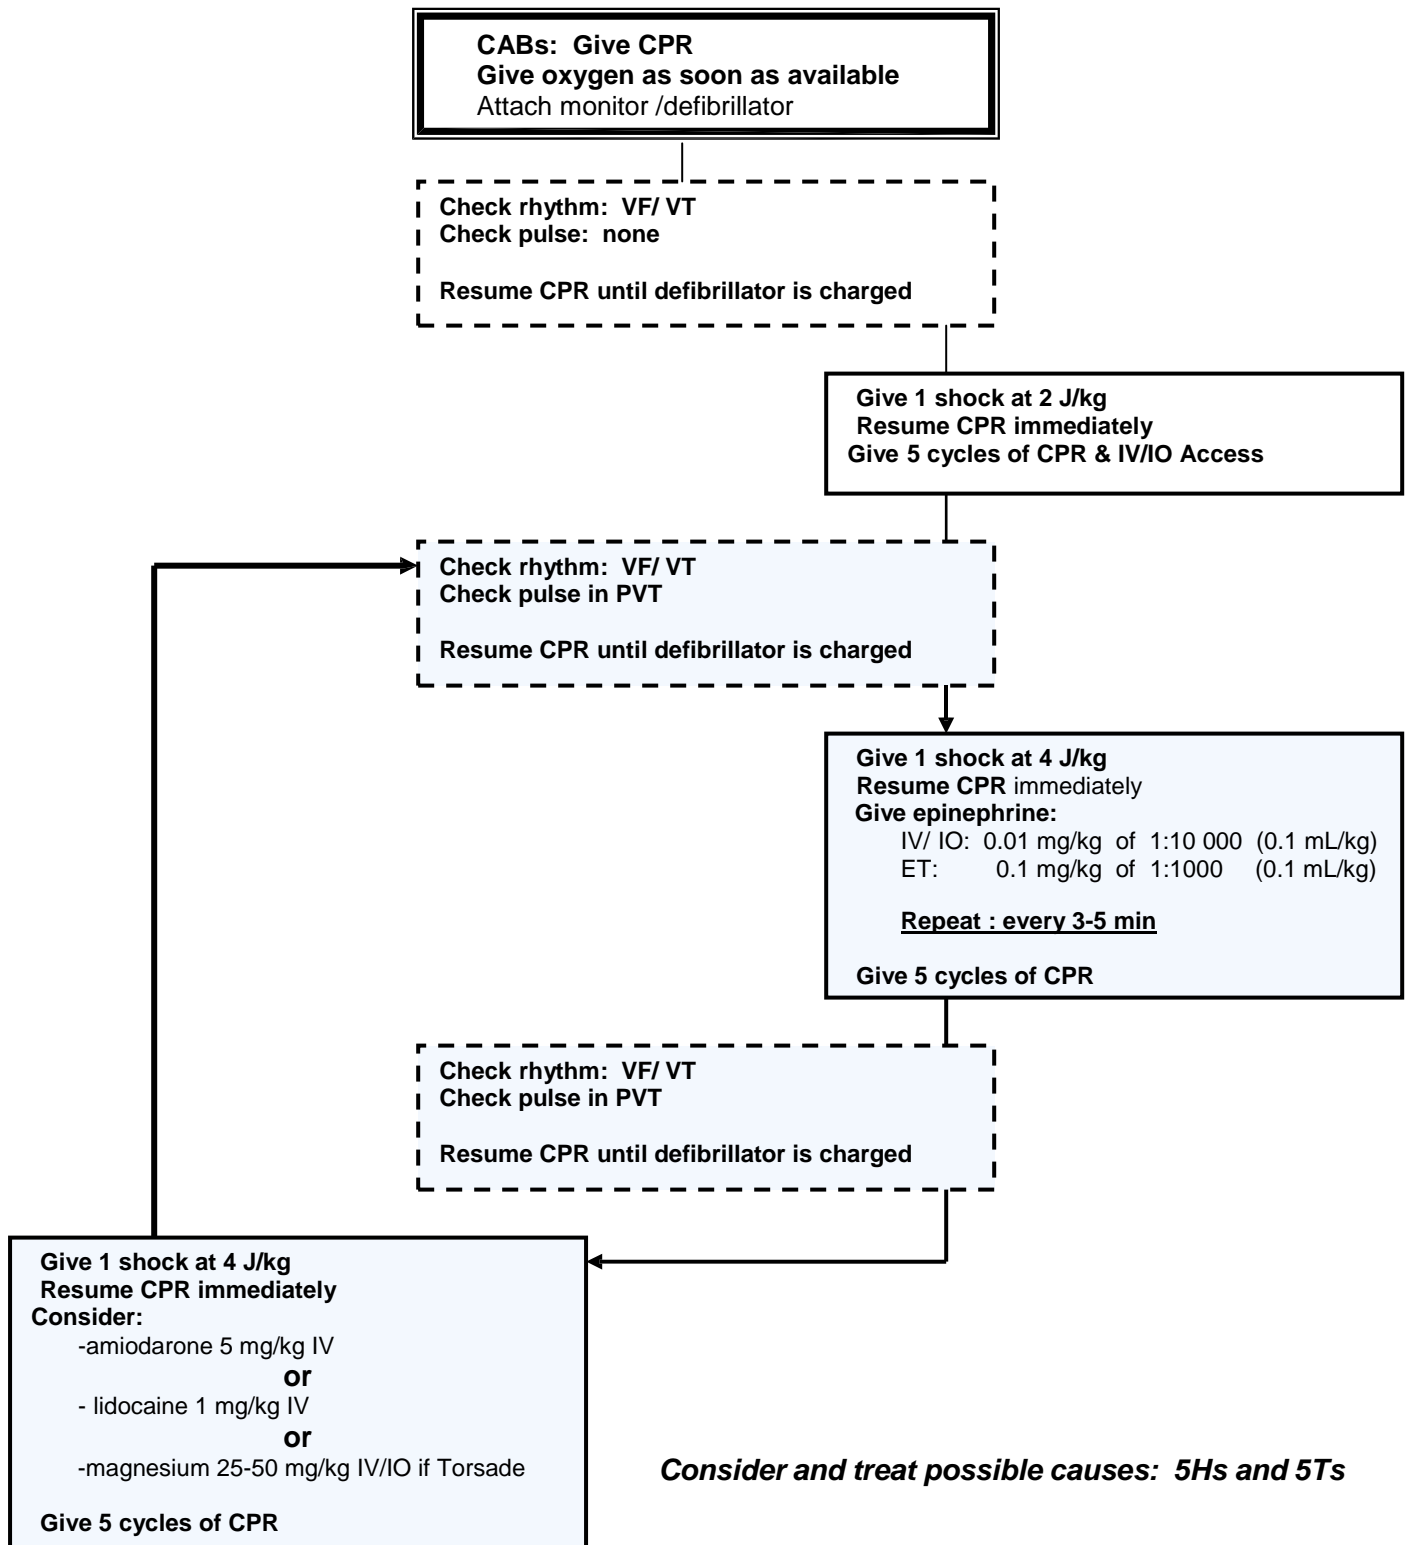 CABs: Give CPR
Give oxygen as soon as available
Attach monitor /defibrillator
Check rhythm: VF/ VT
Check pulse: none
Resume CPR until defibrillator is charged
Give 1 shock at 2 J/kg
Resume CPR immediately
Give 5 cycles of CPR & IV/IO Access
Check rhythm: VF/ VT
Check pulse in PVT
Resume CPR until defibrillator is charged
Give 1 shock at 4 J/kg
Resume CPR immediately
Give epinephrine:
IV/ IO: 0.01 mg/kg of 1:10 000 (0.1 mL/kg)
ET: 0.1 mg/kg of 1:1000 (0.1 mL/kg)
Repeat : every 3-5 min
Give 5 cycles of CPR
Check rhythm: VF/ VT
Check pulse in PVT
Resume CPR until defibrillator is charged
Give 1 shock at 4 J/kg
Resume CPR immediately
Consider:
-amiodarone 5 mg/kg IV
or
- lidocaine 1 mg/kg IV
or
-magnesium 25-50 mg/kg IV/IO if Torsade
Give 5 cycles of CPR
Consider and treat possible causes: 5Hs and 5Ts